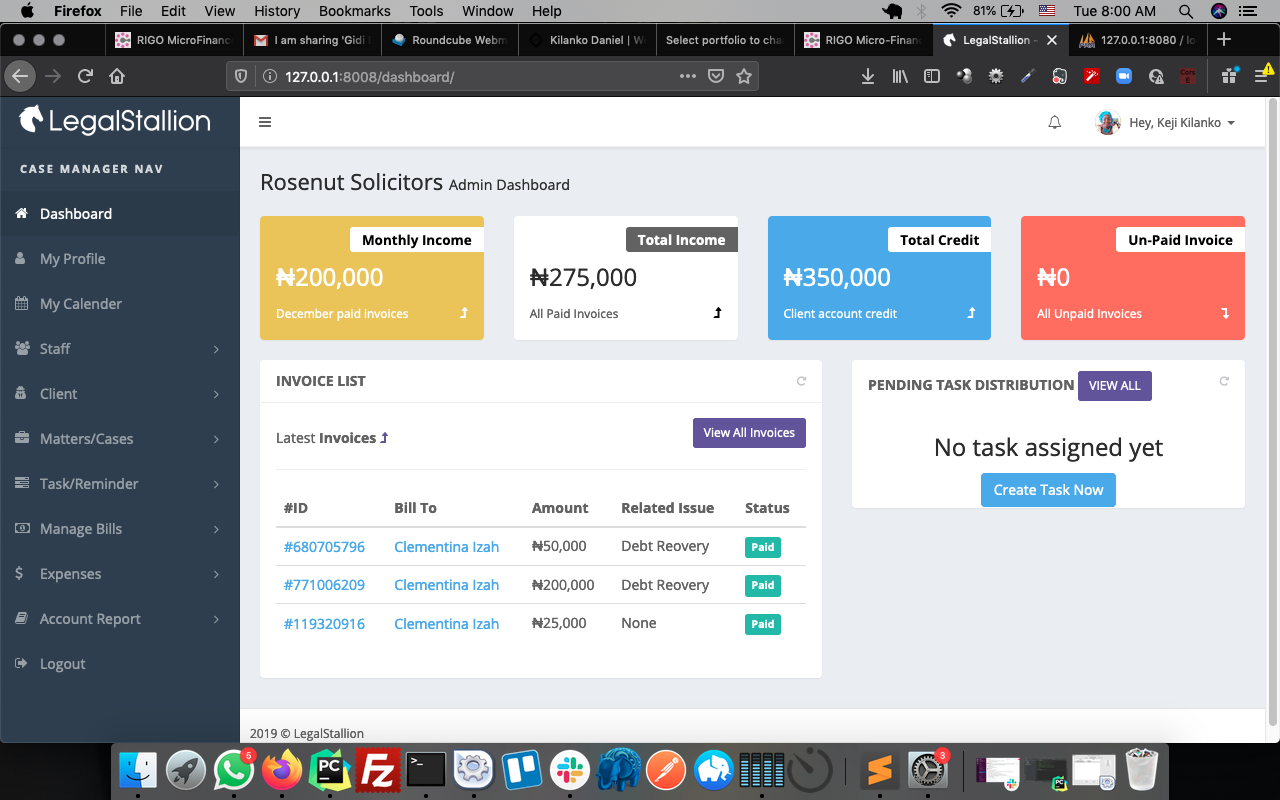 Firefox File Edit View History Bookmarks Tools Window Help 81% Tue 8:00 AM
RIGO MicroFinanc I am sharing 'Gidi Roundcube Webm Kilanko Daniel | W Select portfolio to cha RIGO Micro-Finan LegalStallion - 127.0.0.1:8080 / lo
127.0.0.1:8008/dashboard/
LegalStallion
Hey, Keji Kilanko
CASE MANAGER NAV
Dashboard
My Profile
My Calender
Staff
Client
Matters/Cases
Task/Reminder
Manage Bills
Expenses
Account Report
Logout
Rosenut Solicitors Admin Dashboard
Monthly Income
₦200,000
December paid invoices
Total Income
₦275,000
All Paid Invoices
Total Credit
₦350,000
Client account credit
Un-Paid Invoice
₦0
All Unpaid Invoices
INVOICE LIST
Latest Invoices
View All Invoices
#ID Bill To Amount Related Issue Status
#680705796 Clementina Izah ₦50,000 Debt Reovery Paid
#771006209 Clementina Izah ₦200,000 Debt Reovery Paid
#119320916 Clementina Izah ₦25,000 None Paid
PENDING TASK DISTRIBUTION VIEW ALL
No task assigned yet
Create Task Now
2019 © LegalStallion
5
PC
FZ
3